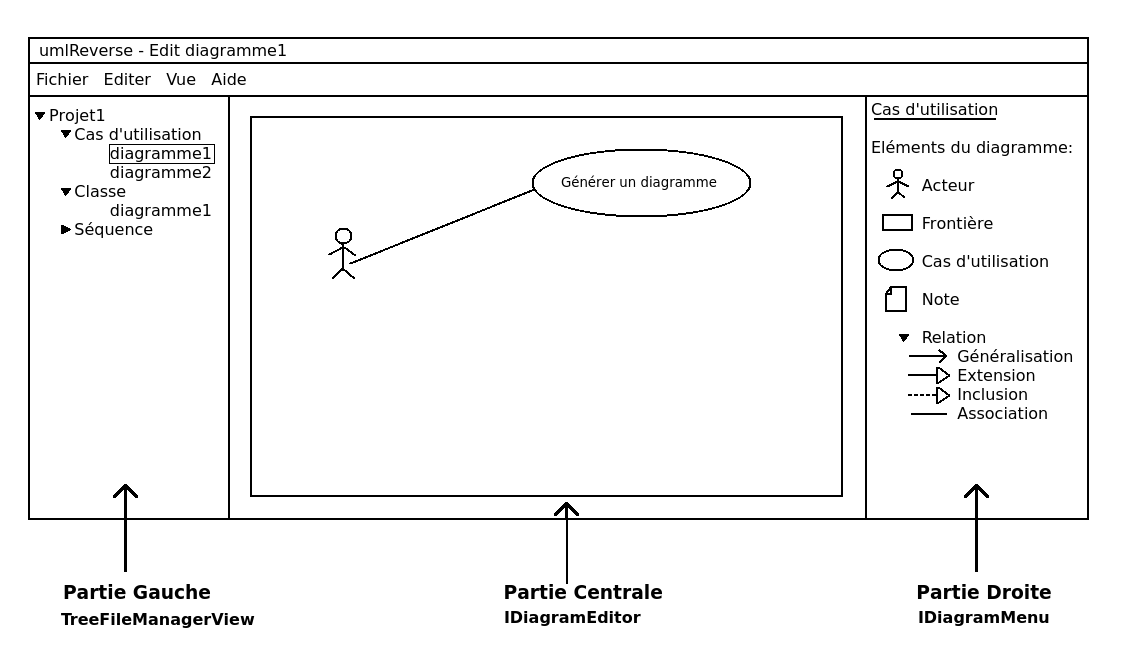 umlReverse - Edit diagramme1
Fichier Editer Vue Aide
Projet1
Cas d'utilisation
diagramme1
diagramme2
Classe
diagramme1
Séquence
Générer un diagramme
Cas d'utilisation
Eléments du diagramme:
Acteur
Frontière
Cas d'utilisation
Note
Relation
Généralisation
Extension
Inclusion
Association
Partie Gauche
TreeFileManagerView
Partie Centrale
IDiagramEditor
Partie Droite
IDiagramMenu